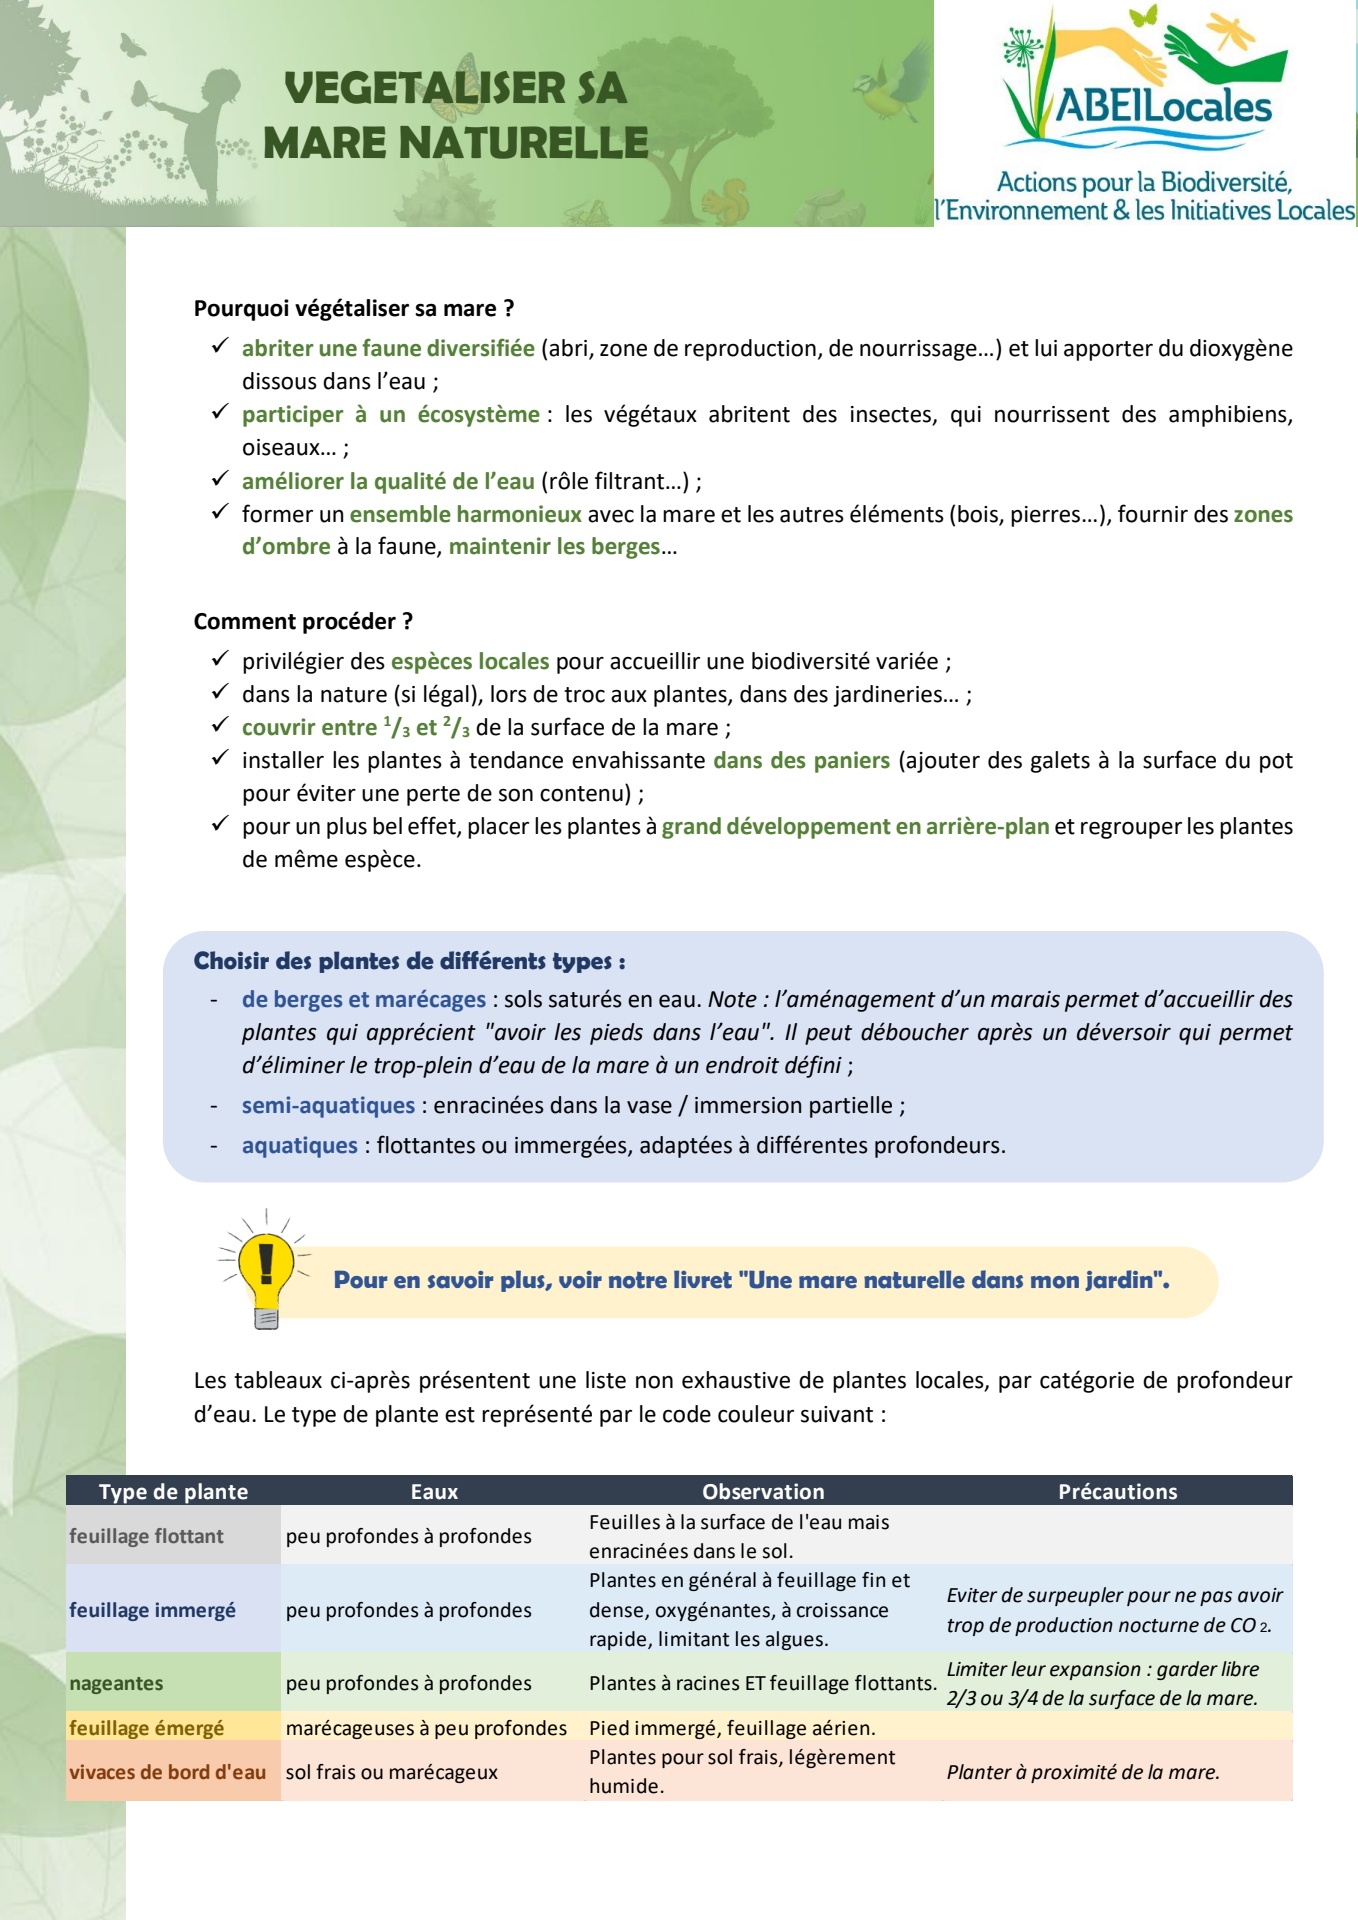 VEGETALISER SA
MARE NATURELLE
ABEILocales
Actions pour la Biodiversité,
l'Environnement & les Initiatives Locales
Pourquoi végétaliser sa mare ?
✓ abriter une faune diversifiée (abri, zone de reproduction, de nourrissage…) et lui apporter du dioxygène
dissous dans l'eau ;
✓ participer à un écosystème : les végétaux abritent des insectes, qui nourrissent des amphibiens,
oiseaux… ;
✓ améliorer la qualité de l'eau (rôle filtrant…) ;
✓ former un ensemble harmonieux avec la mare et les autres éléments (bois, pierres…), fournir des zones
d'ombre à la faune, maintenir les berges…
Comment procéder ?
✓ privilégier des espèces locales pour accueillir une biodiversité variée ;
✓ dans la nature (si légal), lors de troc aux plantes, dans des jardineries… ;
✓ couvrir entre 1/3 et 2/3 de la surface de la mare ;
✓ installer les plantes à tendance envahissante dans des paniers (ajouter des galets à la surface du pot
pour éviter une perte de son contenu) ;
✓ pour un plus bel effet, placer les plantes à grand développement en arrière-plan et regrouper les plantes
de même espèce.
Choisir des plantes de différents types :
- de berges et marécages : sols saturés en eau. Note : l'aménagement d'un marais permet d'accueillir des
plantes qui apprécient "avoir les pieds dans l'eau". Il peut déboucher après un déversoir qui permet
d'éliminer le trop-plein d'eau de la mare à un endroit défini ;
- semi-aquatiques : enracinées dans la vase / immersion partielle ;
- aquatiques : flottantes ou immergées, adaptées à différentes profondeurs.
Pour en savoir plus, voir notre livret "Une mare naturelle dans mon jardin".
Les tableaux ci-après présentent une liste non exhaustive de plantes locales, par catégorie de profondeur
d'eau. Le type de plante est représenté par le code couleur suivant :
Type de plante Eaux Observation Précautions
feuillage flottant peu profondes à profondes Feuilles à la surface de l'eau mais
enracinées dans le sol.
feuillage immergé peu profondes à profondes Plantes en général à feuillage fin et
dense, oxygénantes, à croissance
rapide, limitant les algues.
Eviter de surpeupler pour ne pas avoir
trop de production nocturne de CO 2.
nageantes peu profondes à profondes Plantes à racines ET feuillage flottants.
Limiter leur expansion : garder libre
2/3 ou 3/4 de la surface de la mare.
feuillage émergé marécageuses à peu profondes Pied immergé, feuillage aérien.
vivaces de bord d'eau sol frais ou marécageux Plantes pour sol frais, légèrement
humide.
Planter à proximité de la mare.